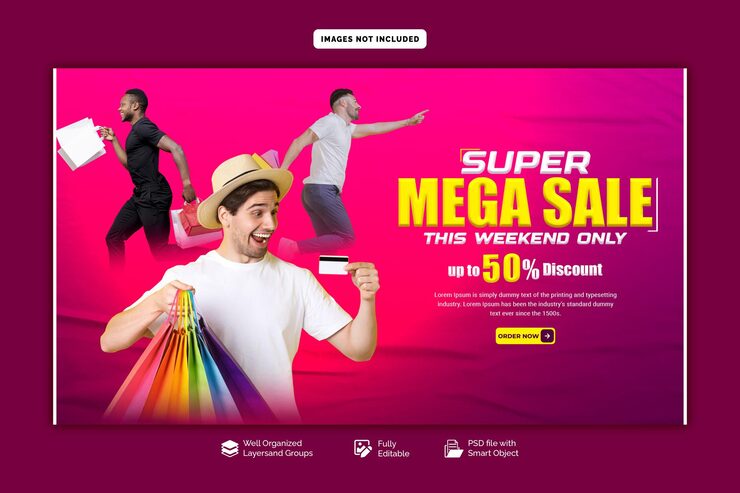 IMAGES NOT INCLUDED
SUPER
MEGA SALE
THIS WEEKEND ONLY
up to 50% Discount
Lorem Ipsum is simply dummy text of the printing and typesetting
industry. Lorem Ipsum has been the industry's standard dummy
text ever since the 1500s.
ORDER NOW
Well Organized
Layersand Groups
Fully
Editable
PSD file with
Smart Object